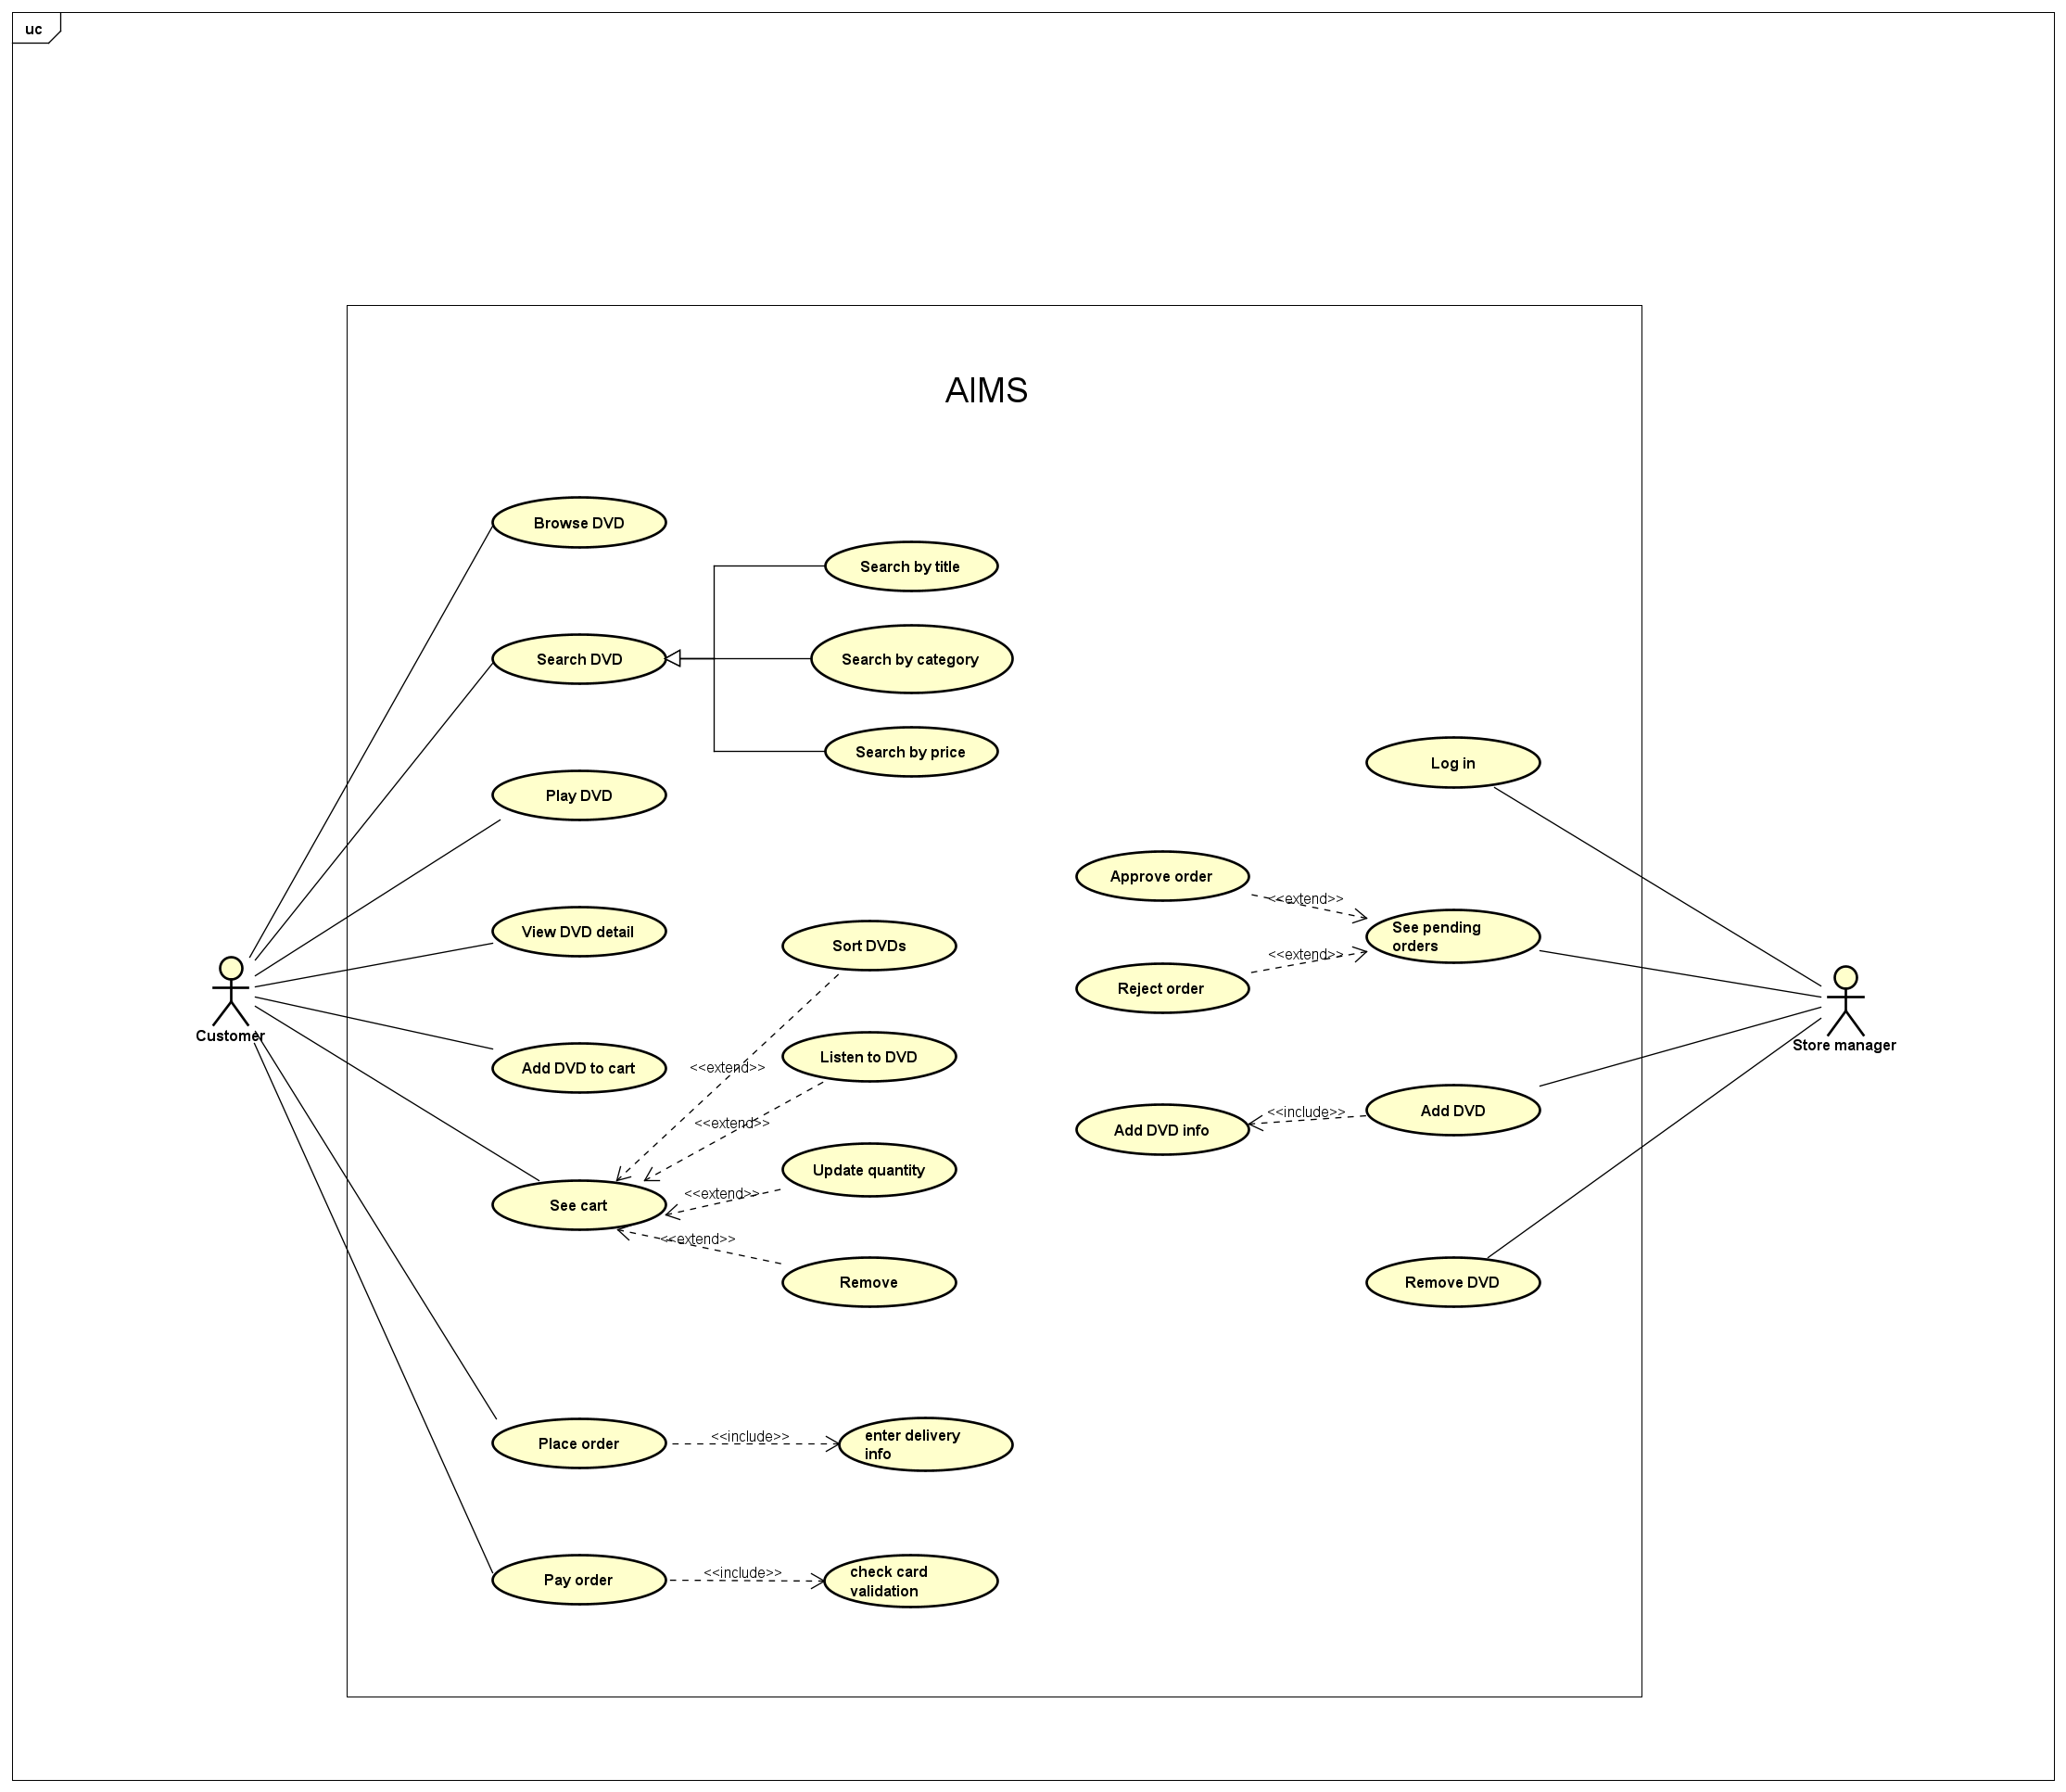 uc
AIMS
Browse DVD
Search by title
Search DVD
Search by category
Search by price
Log in
Play DVD
Approve order
<<extend>>
See pending
orders
View DVD detail
Sort DVDs
<<extend>>
Reject order
Customer
Store manager
Listen to DVD
Add DVD to cart
<<extend>>
<<include>>
Add DVD
Add DVD info
<<extend>>
Update quantity
<<extend>>
See cart
<<extend>>
Remove
Remove DVD
Place order
<<include>>
enter delivery
info
Pay order
<<include>>
check card
validation